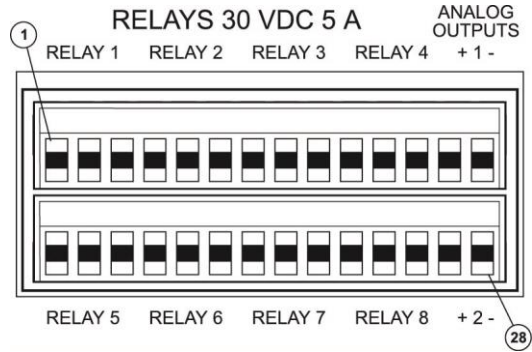 RELAYS 30 VDC 5 A
ANALOG
OUTPUTS
1
RELAY 1 RELAY 2 RELAY 3 RELAY 4 + 1 -
RELAY 5 RELAY 6 RELAY 7 RELAY 8 + 2 -
28